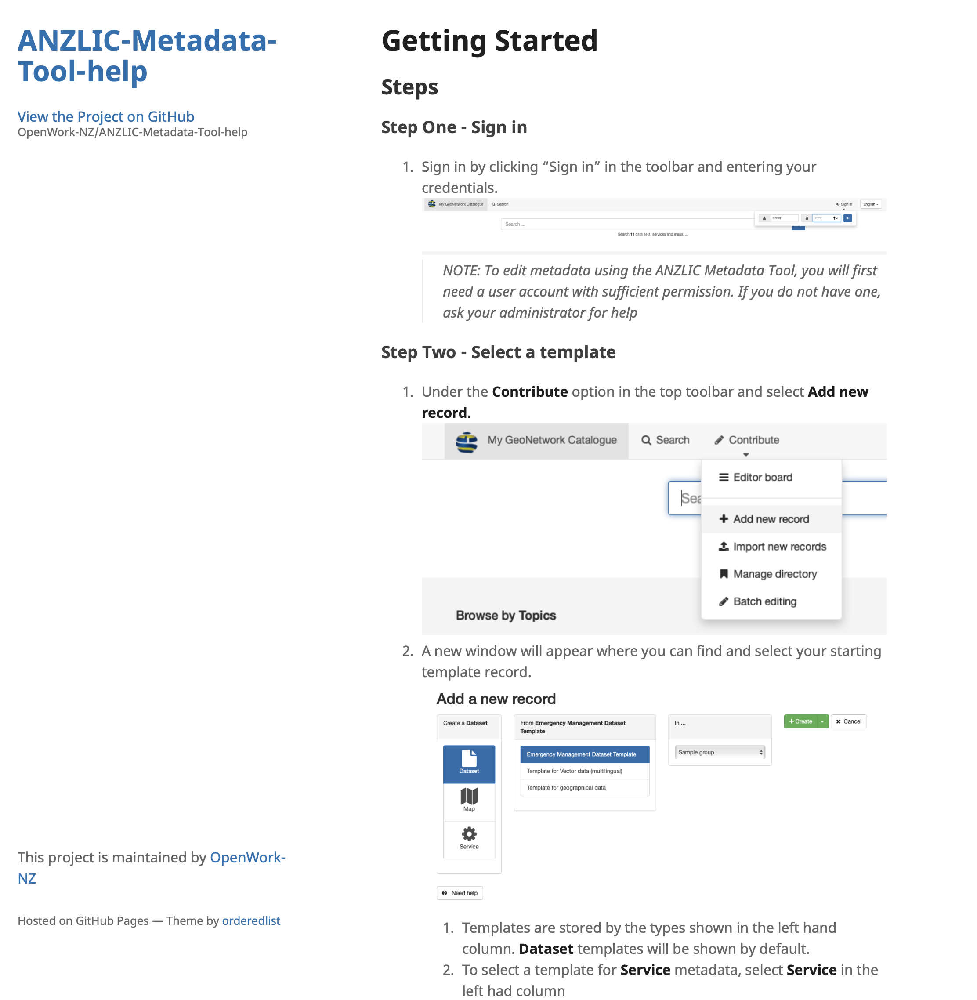 ANZLIC-Metadata-
Tool-help
View the Project on GitHub
OpenWork-NZ/ANZLIC-Metadata-Tool-help
This project is maintained by OpenWork-
NZ
Hosted on GitHub Pages — Theme by orderedlist
Getting Started
Steps
Step One - Sign in
1. Sign in by clicking “Sign in” in the toolbar and entering your
credentials.
My GeoNetwork Catalogue Search Sign in English
Editor
Search ...
Search 11 data sets, services and maps, ...
NOTE: To edit metadata using the ANZLIC Metadata Tool, you will first
need a user account with sufficient permission. If you do not have one,
ask your administrator for help
Step Two - Select a template
1. Under the Contribute option in the top toolbar and select Add new
record.
My GeoNetwork Catalogue Search Contribute
Editor board
Sea
Add new record
Import new records
Manage directory
Batch editing
Browse by Topics
2. A new window will appear where you can find and select your starting
template record.
Add a new record
Create a Dataset
Dataset
Map
Service
From Emergency Management Dataset
Template
Emergency Management Dataset Template
Template for Vector data (multilingual)
Template for geographical data
In ...
Sample group
+ Create
Cancel
Need help
1. Templates are stored by the types shown in the left hand
column. Dataset templates will be shown by default.
2. To select a template for Service metadata, select Service in the
left had column